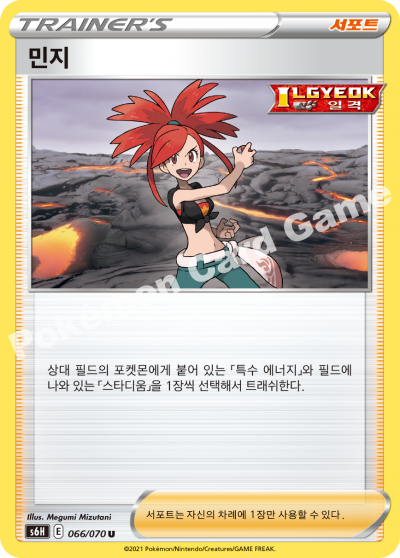 TRAINER'S
서포트
민지
ILGYEOK
일격
Pokémon Card Game
상대 필드의 포켓몬에게 붙어 있는 「특수 에너지」와 필드에
나와 있는 「스타디움」을 1장씩 선택해서 트래쉬한다.
Illus. Megumi Mizutani
s6H E 066/070 U
서포트는 자신의 차례에 1장만 사용할 수 있다.
©2021 Pokémon/Nintendo/Creatures/GAME FREAK.